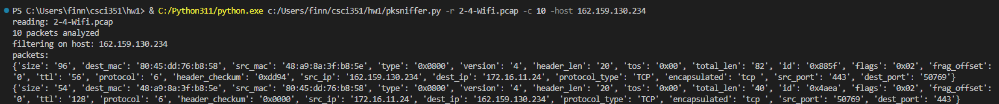 PS C:\Users\finn\csci351\hw1> & C:/Python311/python.exe c:/Users/finn/csci351/hw1/pksniffer.py -r 2-4-Wifi.pcap -c 10 -host 162.159.130.234
reading: 2-4-Wifi.pcap
10 packets analyzed
filtering on host: 162.159.130.234
packets:
{'size': '96', 'dest_mac': '80:45:dd:76:b8:58', 'src_mac': '48:a9:8a:3f:b8:5e', 'type': '0x0800', 'version': '4', 'header_len': '20', 'tos': '0x00', 'total_len': '82', 'id': '0x885f', 'flags': '0x02', 'frag_offset':
'0', 'ttl': '56', 'protocol': '6', 'header_checkum': '0xdd94', 'src_ip': '162.159.130.234', 'dest_ip': '172.16.11.24', 'protocol_type': 'TCP', 'encapsulated': 'tcp ', 'src_port': '443', 'dest_port': '50769'}
{'size': '54', 'dest_mac': '48:a9:8a:3f:b8:5e', 'src_mac': '80:45:dd:76:b8:58', 'type': '0x0800', 'version': '4', 'header_len': '20', 'tos': '0x00', 'total_len': '40', 'id': '0x4aea', 'flags': '0x02', 'frag_offset':
'0', 'ttl': '128', 'protocol': '6', 'header_checkum': '0x0000', 'src_ip': '172.16.11.24', 'dest_ip': '162.159.130.234', 'protocol_type': 'TCP', 'encapsulated': 'tcp ', 'src_port': '50769', 'dest_port': '443'}